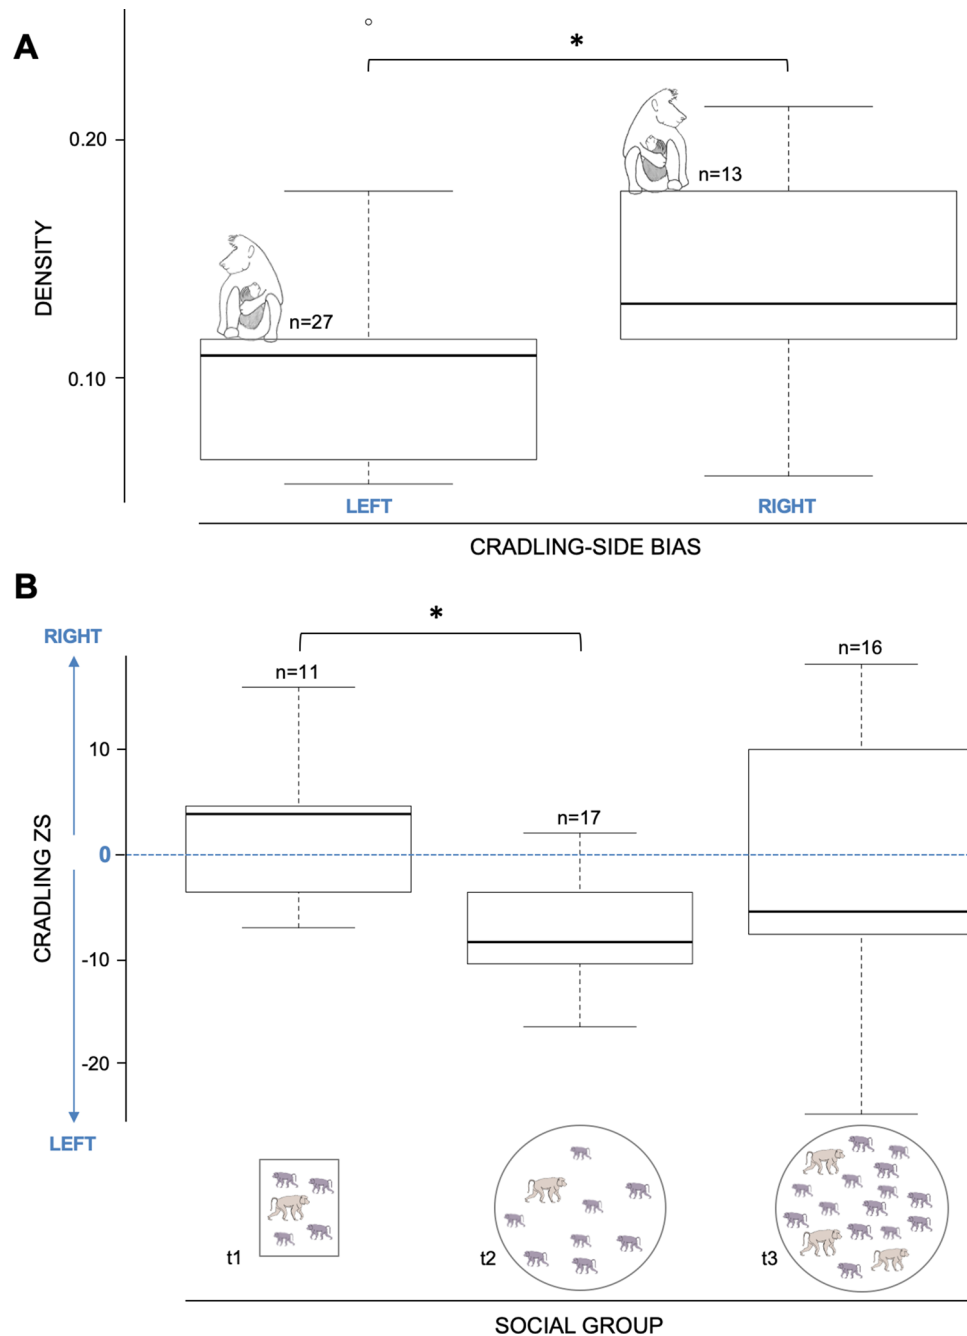 A
*
0.20
n=13
DENSITY
n=27
0.10
LEFT
RIGHT
CRADLING-SIDE BIAS
B
*
RIGHT
n=16
n=11
10
n=17
CRADLING ZS
0
-10
-20
LEFT
t1
t2
t3
SOCIAL GROUP